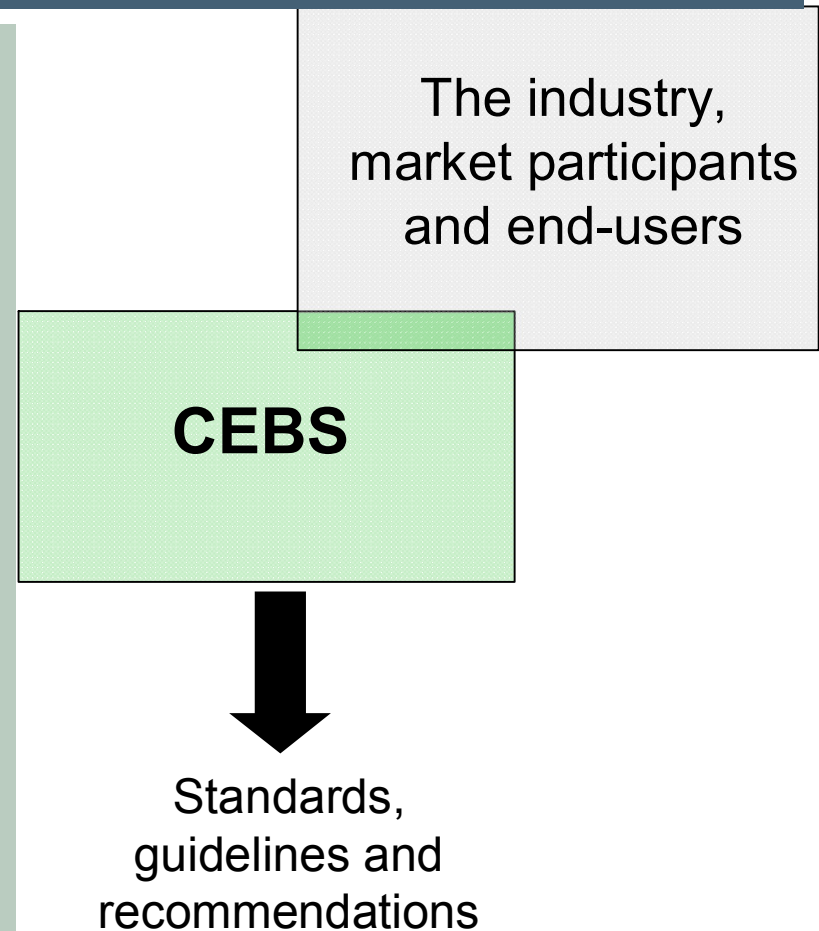 The industry,
market participants
and end-users
CEBS
Standards,
guidelines and
recommendations